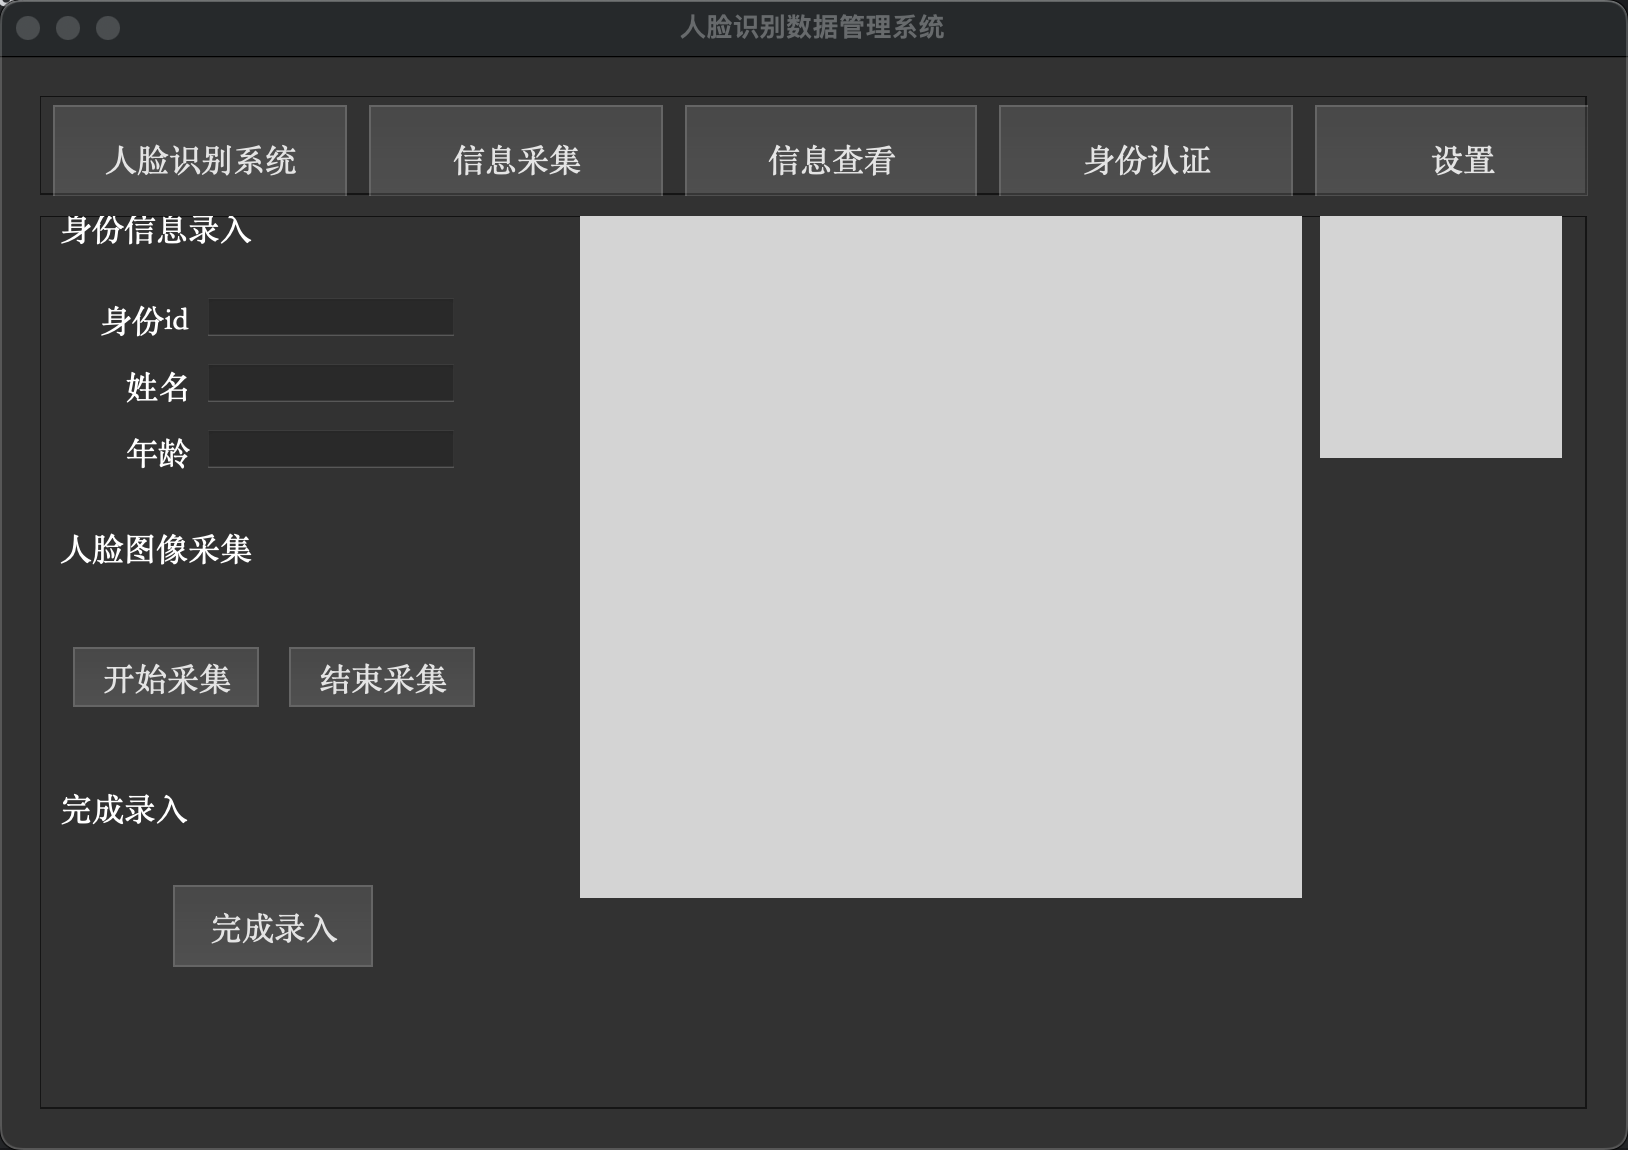 人脸识别数据管理系统
人脸识别系统 信息采集 信息查看 身份认证 设置
身份信息录入
身份id
姓名
年龄
人脸图像采集
开始采集 结束采集
完成录入
完成录入